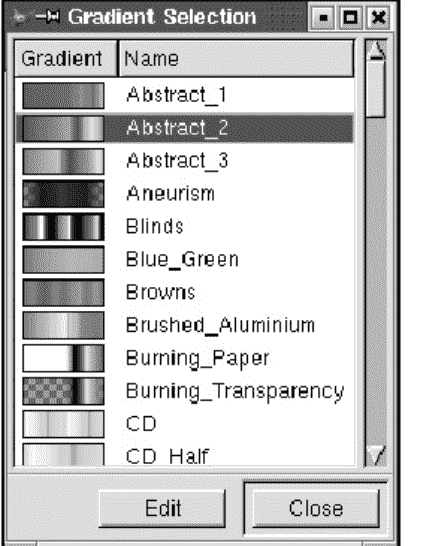 Gradient Selection
Gradient Name
Abstract_1
Abstract_2
Abstract_3
Aneurism
Blinds
Blue_Green
Browns
Brushed_Aluminium
Burning_Paper
Burning_Transparency
CD
CD_Half
Edit Close